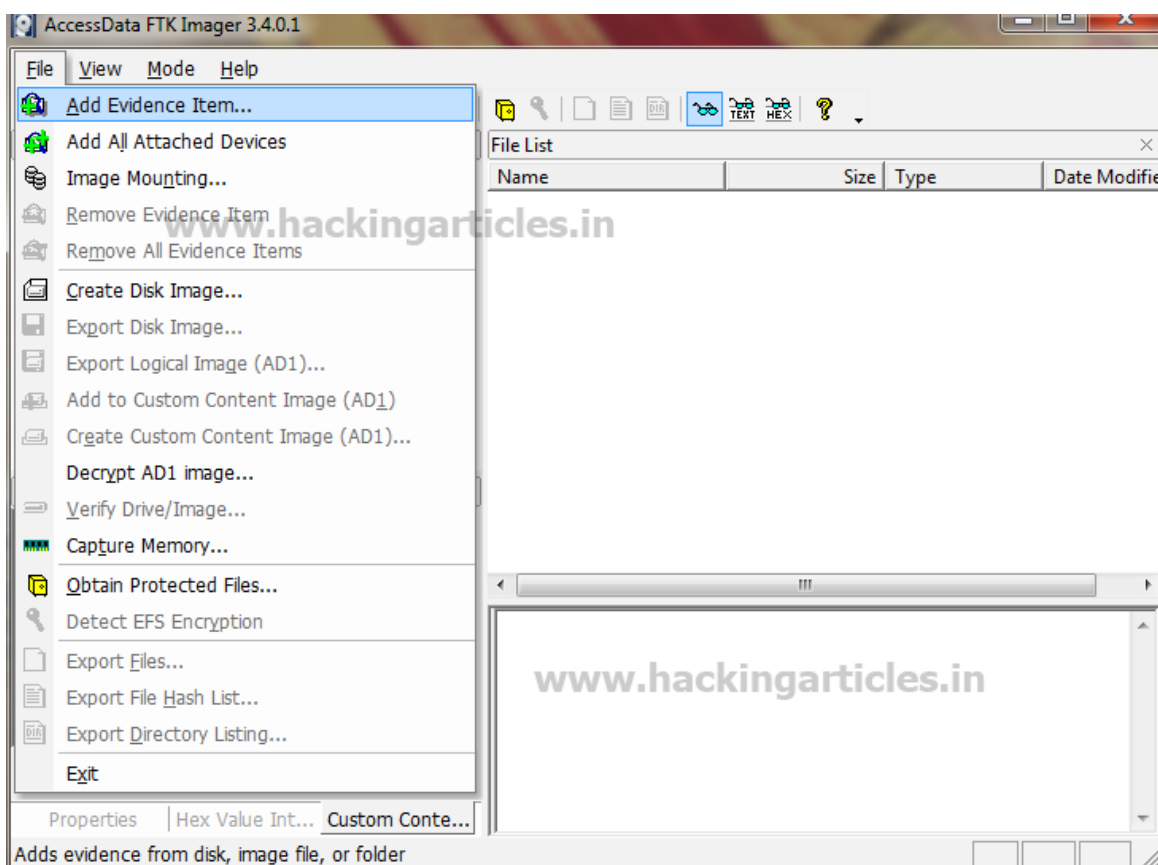 AccessData FTK Imager 3.4.0.1
File View Mode Help
Add Evidence Item...
Add All Attached Devices
Image Mounting...
Remove Evidence Item
Remove All Evidence Items
Create Disk Image...
Export Disk Image...
Export Logical Image (AD1)...
Add to Custom Content Image (AD1)
Create Custom Content Image (AD1)...
Decrypt AD1 image...
Verify Drive/Image...
Capture Memory...
Obtain Protected Files...
Detect EFS Encryption
Export Files...
Export File Hash List...
Export Directory Listing...
Exit
Properties Hex Value Int... Custom Conte...
Adds evidence from disk, image file, or folder
DIR TEXT HEX
File List
Name Size Type Date Modifie
www.hackingarticles.in
www.hackingarticles.in
DIR